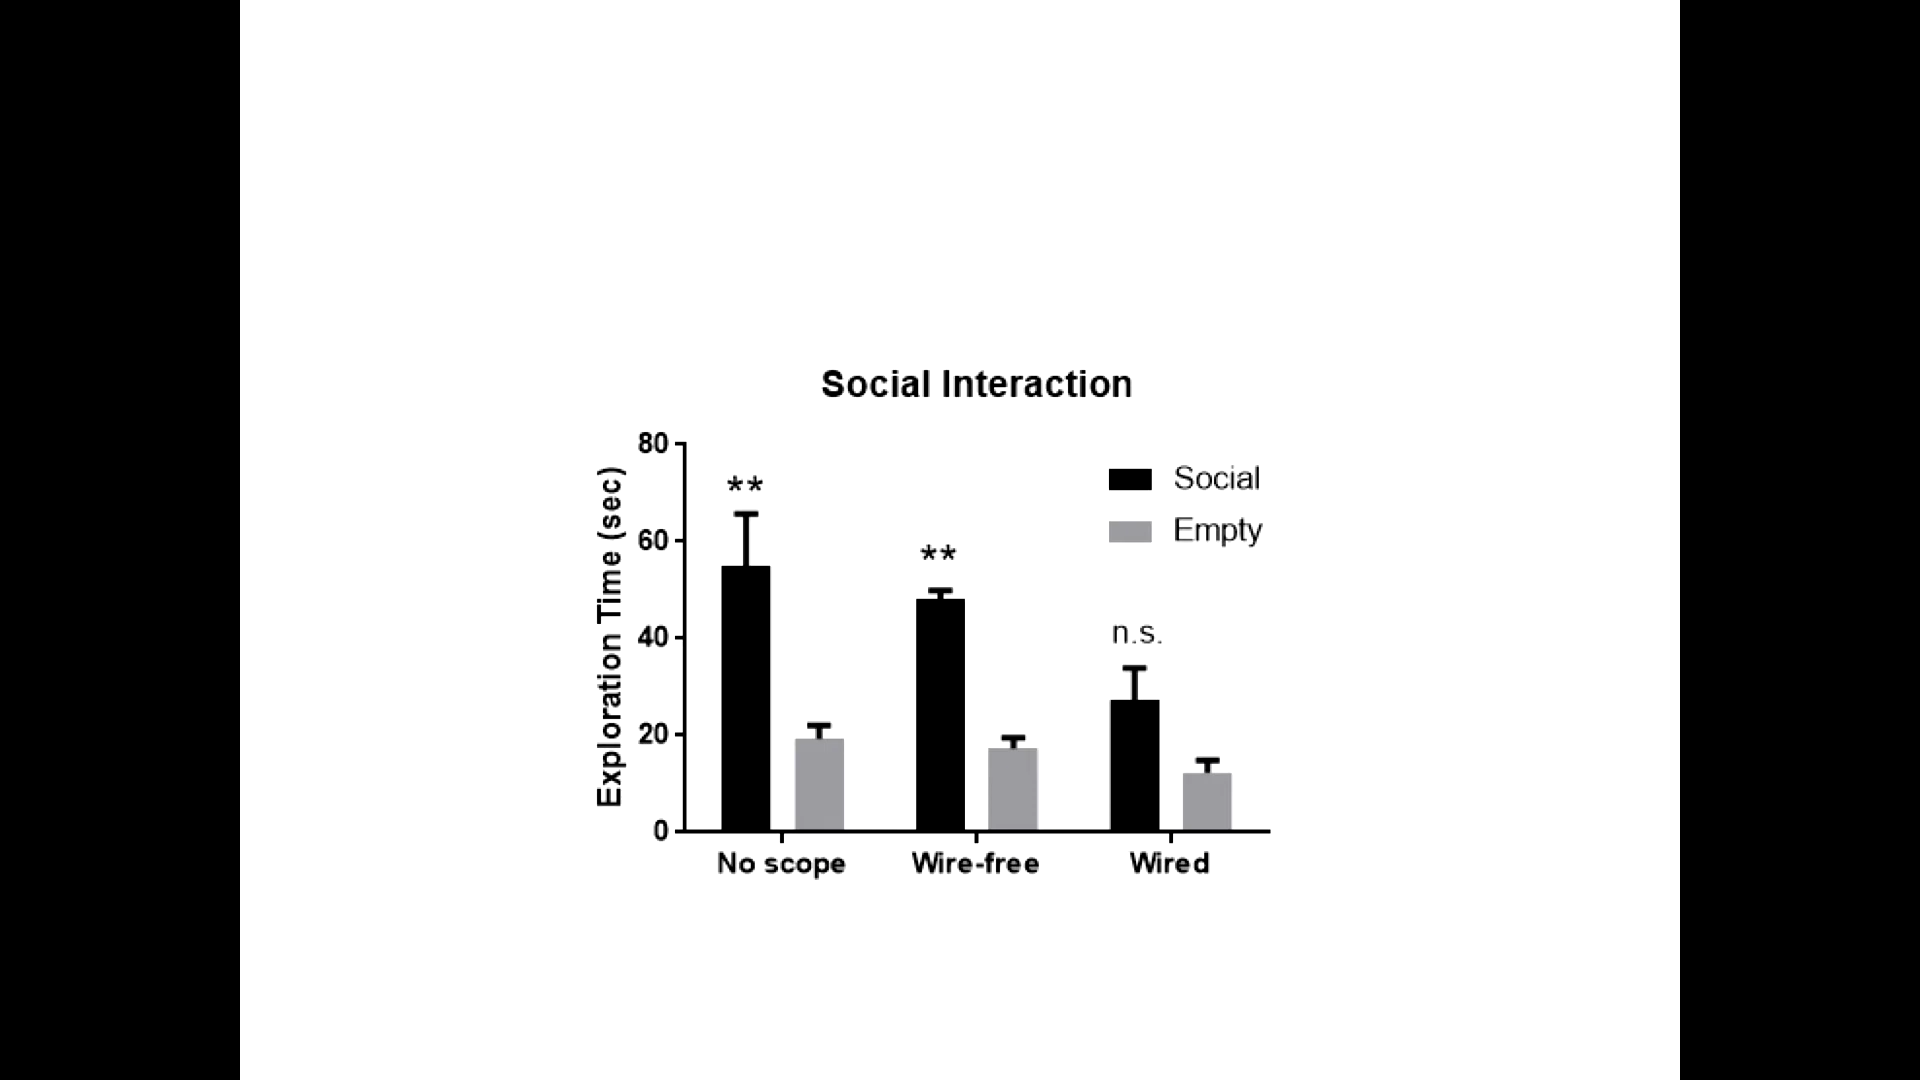 Social Interaction
Exploration Time (sec)
80
60
40
20
0
**
**
n.s.
Social
Empty
No scope
Wire-free
Wired